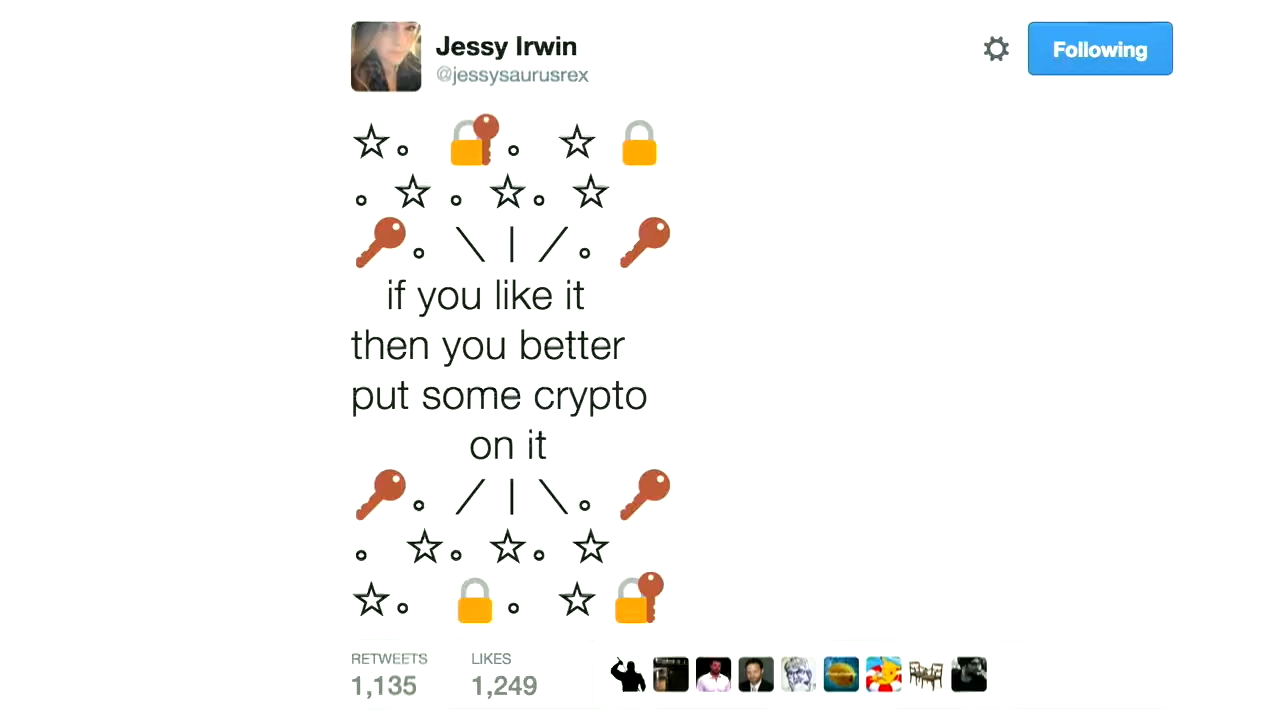 Jessy Irwin
@jessysaurusrex
Following
☆。 🔐。 ☆ 🔒
。☆ 。☆。☆
🔑。\ | /。🔑
if you like it
then you better
put some crypto
on it
🔑。/ | \。🔑
。 ☆。☆。☆
☆。 🔒 。 ☆ 🔐
RETWEETS
1,135
LIKES
1,249